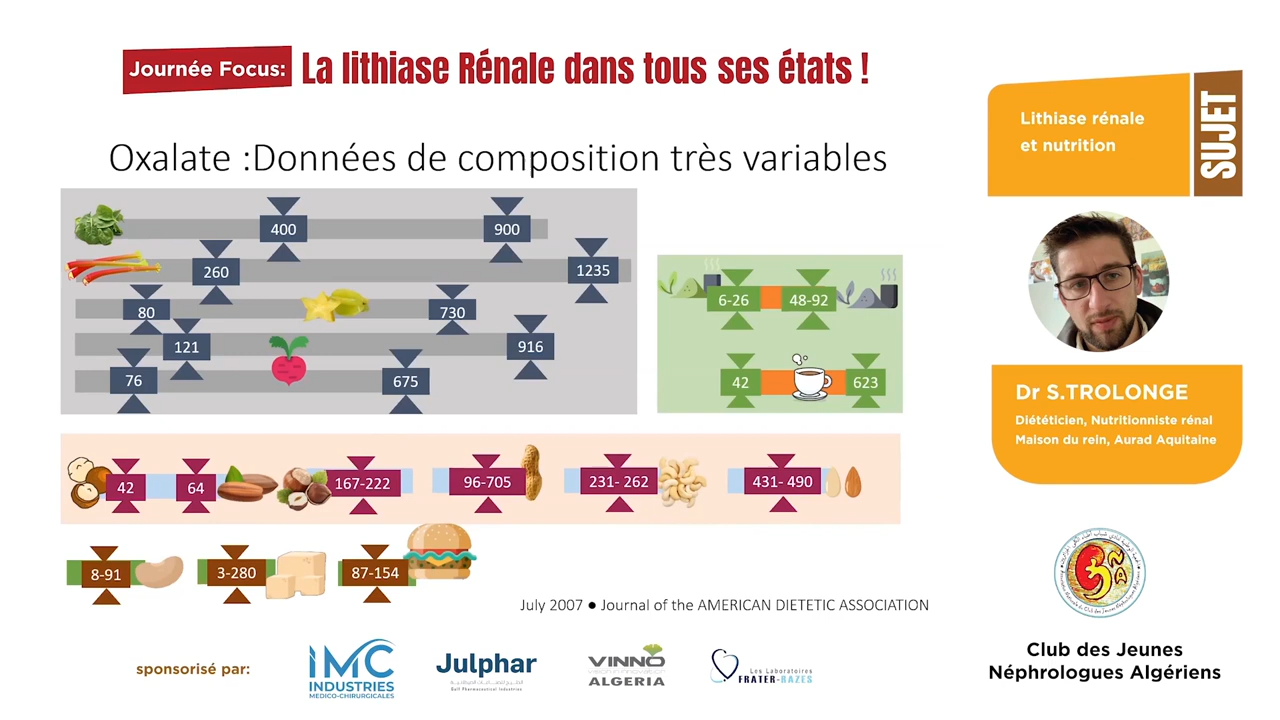 Journée Focus: La lithiase Rénale dans tous ses états !
Lithiase rénale
et nutrition
SUJET
Oxalate :Données de composition très variables
400
900
260
1235
80
730
121
916
76
675
6-26
48-92
42
623
42
64
167-222
96-705
231- 262
431- 490
8-91
3-280
87-154
July 2007 ● Journal of the AMERICAN DIETETIC ASSOCIATION
Dr S.TROLONGE
Diététicien, Nutritionniste rénal
Maison du rein, Aurad Aquitaine
Club des Jeunes
Néphrologues Algériens
sponsorisé par:
IMC
INDUSTRIES
MEDICO-CHIRURGICALES
Julphar
Gulf Pharmaceutical Industries
VINNO
ALGERIA
Les Laboratoires
FRATER-RAZES